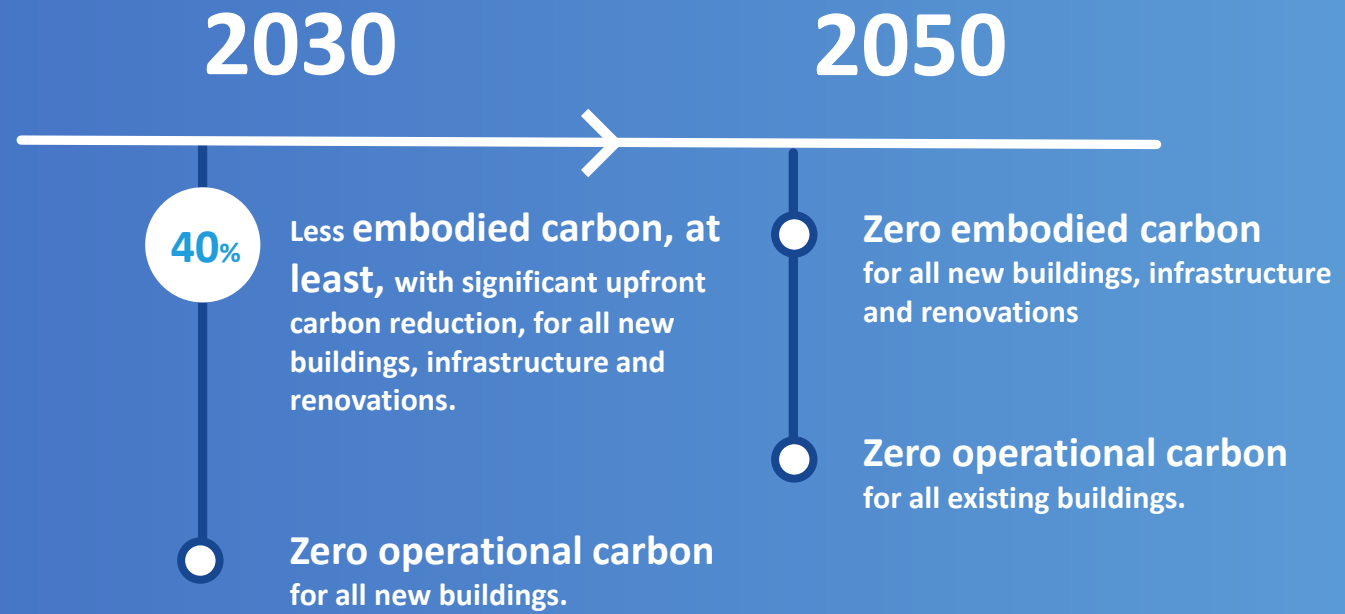 2030
40%
Less embodied carbon, at
least, with significant upfront
carbon reduction, for all new
buildings, infrastructure and
renovations.
Zero operational carbon
for all new buildings.
2050
Zero embodied carbon
for all new buildings, infrastructure
and renovations
Zero operational carbon
for all existing buildings.